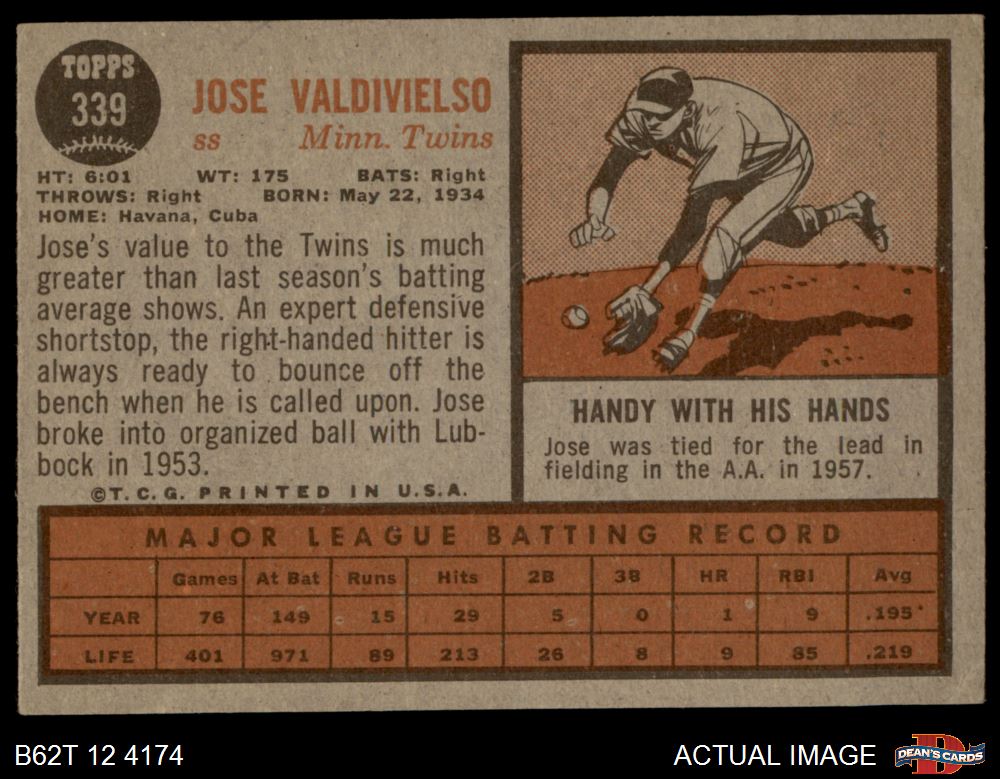 TOPPS
339
JOSE VALDIVIELSO
ss Minn. Twins
HT: 6:01 WT: 175 BATS: Right
THROWS: Right BORN: May 22, 1934
HOME: Havana, Cuba
Jose's value to the Twins is much
greater than last season's batting
average shows. An expert defensive
shortstop, the right-handed hitter is
always ready to bounce off the
bench when he is called upon. Jose
broke into organized ball with Lub-
bock in 1953.
©T.C.G. PRINTED IN U.S.A.
HANDY WITH HIS HANDS
Jose was tied for the lead in
fielding in the A.A. in 1957.
MAJOR LEAGUE BATTING RECORD
Games At Bat Runs Hits 2B 3B HR RBI Avg
YEAR 76 149 15 29 5 0 1 9 .195
LIFE 401 971 89 213 26 8 9 85 .219
B62T 12 4174
ACTUAL IMAGE
DEAN'S CARDS